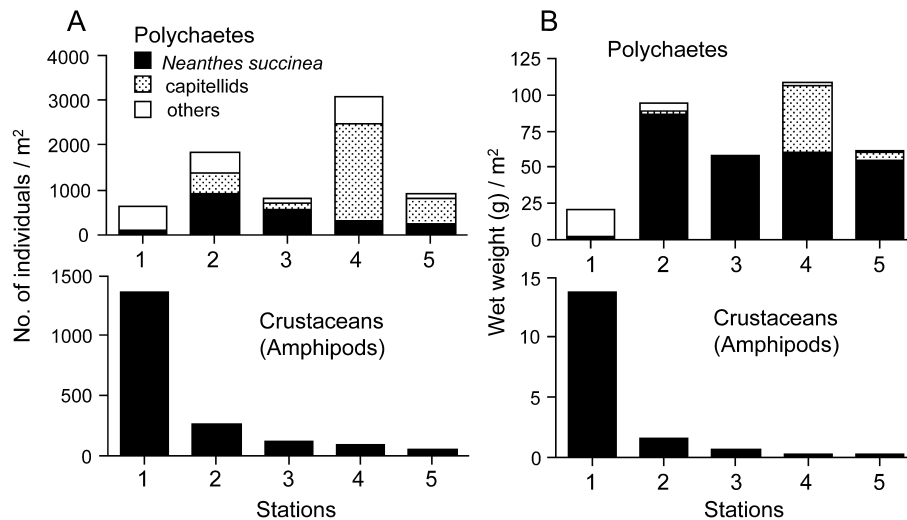 A
Polychaetes
Neanthes succinea
capitellids
others
No. of individuals / m²
4000
3000
2000
1000
0
1 2 3 4 5
1500
1000
500
0
Crustaceans
(Amphipods)
1 2 3 4 5
Stations
B
Polychaetes
Wet weight (g) / m²
125
100
75
50
25
0
1 2 3 4 5
15
10
5
0
Crustaceans
(Amphipods)
1 2 3 4 5
Stations